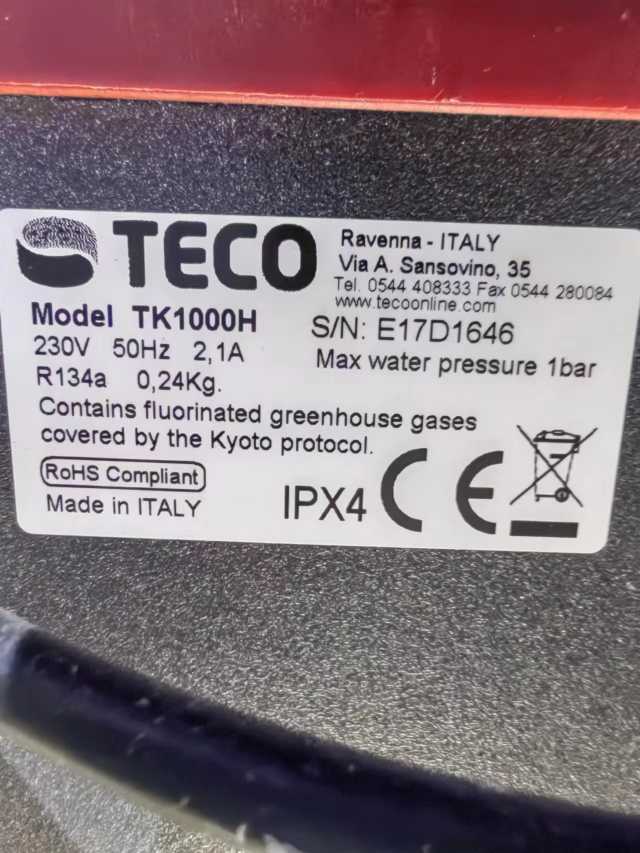 TECO
Ravenna - ITALY
Via A. Sansovino, 35
Tel. 0544 408333 Fax 0544 280084
www.tecoonline.com
Model TK1000H
S/N: E17D1646
230V 50Hz 2,1A
Max water pressure 1bar
R134a 0,24Kg.
Contains fluorinated greenhouse gases
covered by the Kyoto protocol.
RoHS Compliant
Made in ITALY
IPX4
CE